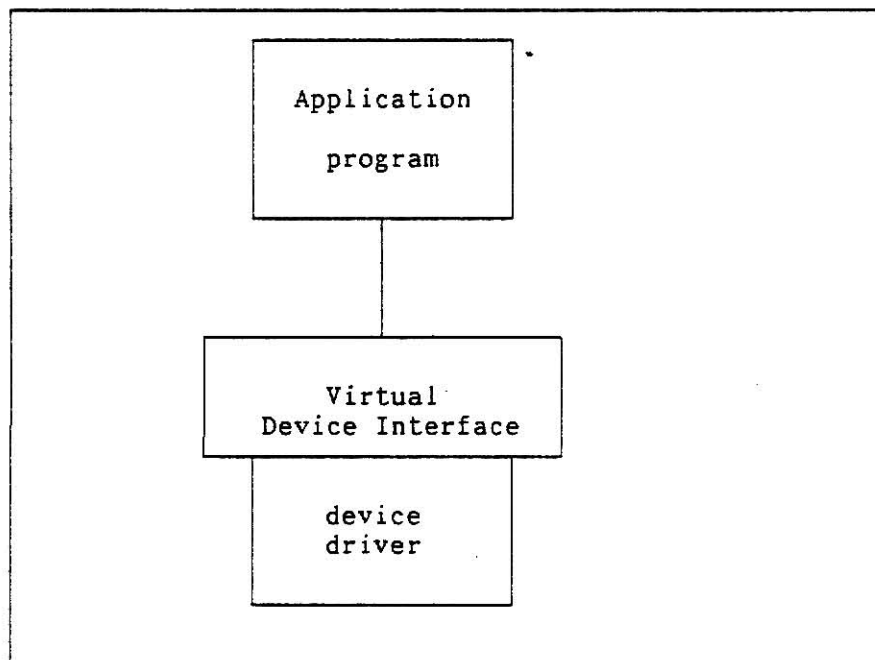 Application
program
Virtual
Device Interface
device
driver